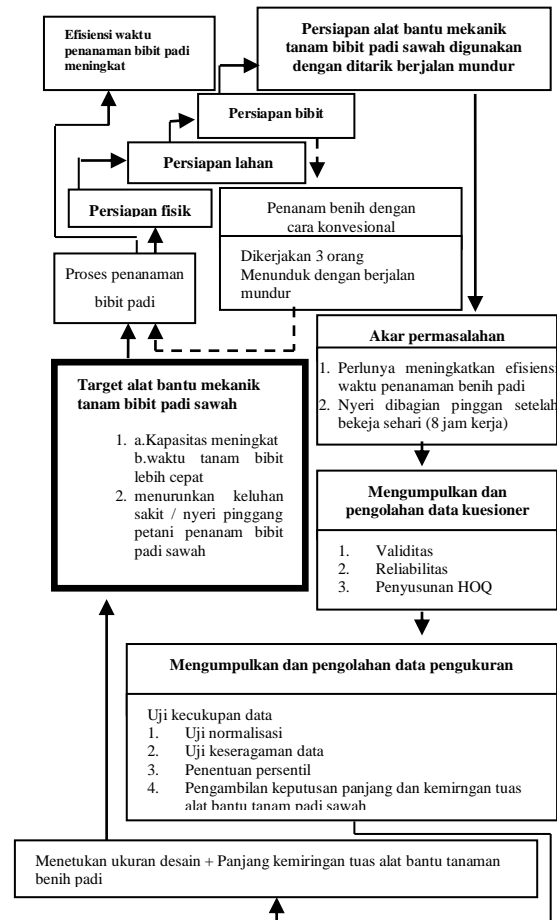 Efisiensi waktu
penanaman bibit padi
meningkat
Persiapan alat bantu mekanik
tanam bibit padi sawah digunakan
dengan ditarik berjalan mundur
Persiapan bibit
Persiapan lahan
Persiapan fisik
Penanam benih dengan
cara konvesional
Dikerjakan 3 orang
Menunduk dengan berjalan
mundur
Proses penanaman
bibit padi
Akar permasalahan
1. Perlunya meningkatkan efisiensi
waktu penanaman benih padi
2. Nyeri dibagian pinggan setelah
bekeja sehari (8 jam kerja)
Target alat bantu mekanik
tanam bibit padi sawah
1. a.Kapasitas meningkat
b.waktu tanam bibit
lebih cepat
2. menurunkan keluhan
sakit / nyeri pinggang
petani penanam bibit
padi sawah
Mengumpulkan dan
pengolahan data kuesioner
1. Validitas
2. Reliabilitas
3. Penyusunan HOQ
Mengumpulkan dan pengolahan data pengukuran
Uji kecukupan data
1. Uji normalisasi
2. Uji keseragaman data
3. Penentuan persentil
4. Pengambilan keputusan panjang dan kemirngan tuas
alat bantu tanam padi sawah
Menetukan ukuran desain + Panjang kemiringan tuas alat bantu tanaman
benih padi